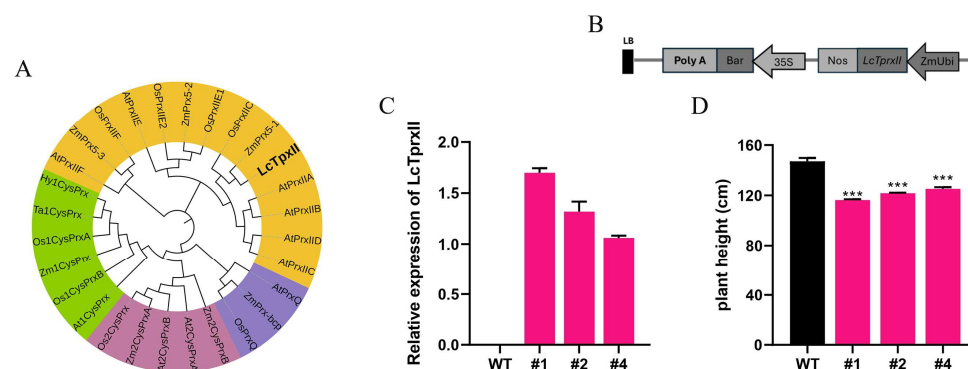 A
AtPrxIIF
ZmPrx5-3
OsPrxIIF
AtPrxIIE
OsPrxIIE2
ZmPrx5-2
OsPrxIIE1
OsPrxIIC
ZmPrx5-1
LcTpxII
AtPrxIIA
AtPrxIIB
AtPrxIID
AtPrxIIC
AtPrxQ
ZmPrx-bcp
OsPrxQ
Zm2CysPrxB
At2CysPrxA
At2CysPrxB
Zm2CysPrxA
Os2CysPrx
At1CysPrx
Os1CysPrxB
Zm1CysPrx
Os1CysPrxA
Ta1CysPrx
Hy1CysPrx
B
LB
Poly A Bar 35S Nos LcTprxII ZmUbi
C
Relative expression of LcTprxII
2.0
1.5
1.0
0.5
0.0
WT #1 #2 #4
D
plant height (cm)
160
120
80
40
0
*** *** ***
WT #1 #2 #4